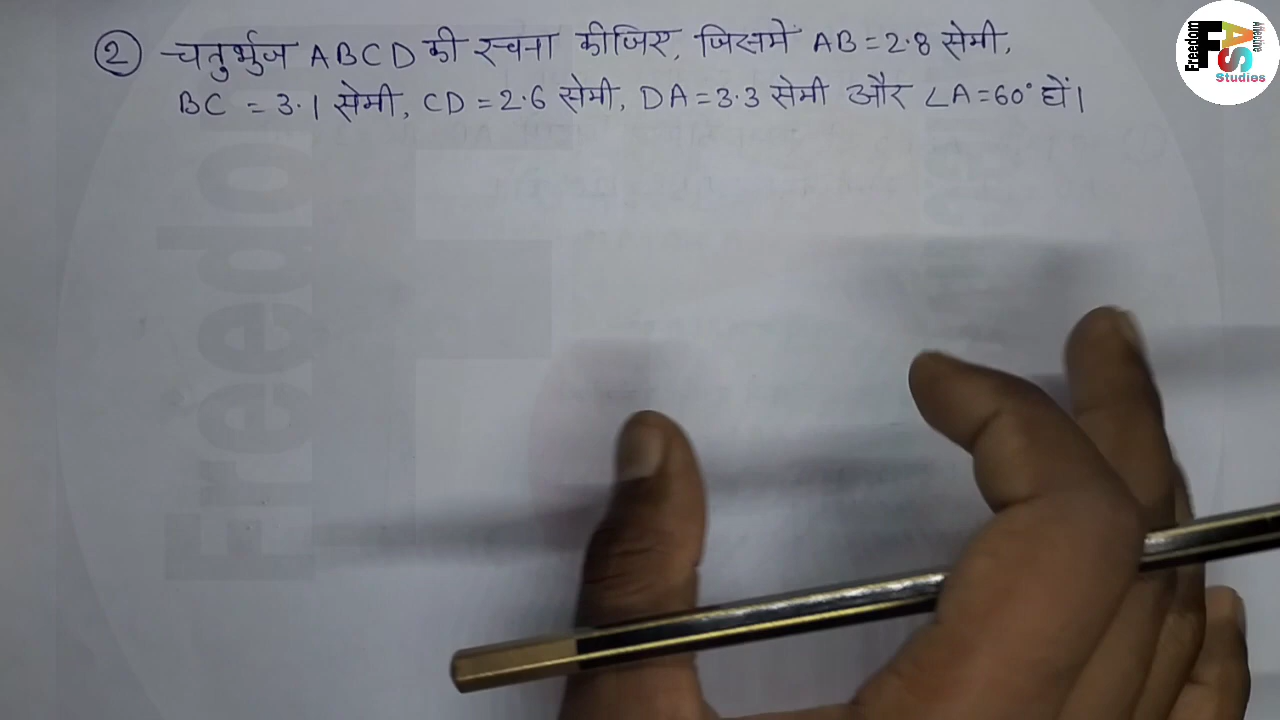 ② चतुर्भुज ABCD की रचना कीजिए, जिसमें AB = 2.8 सेमी,
BC = 3.1 सेमी, CD = 2.6 सेमी, DA = 3.3 सेमी और ∠A = 60° हों।
Freedom
FAS
Studies
Freedom